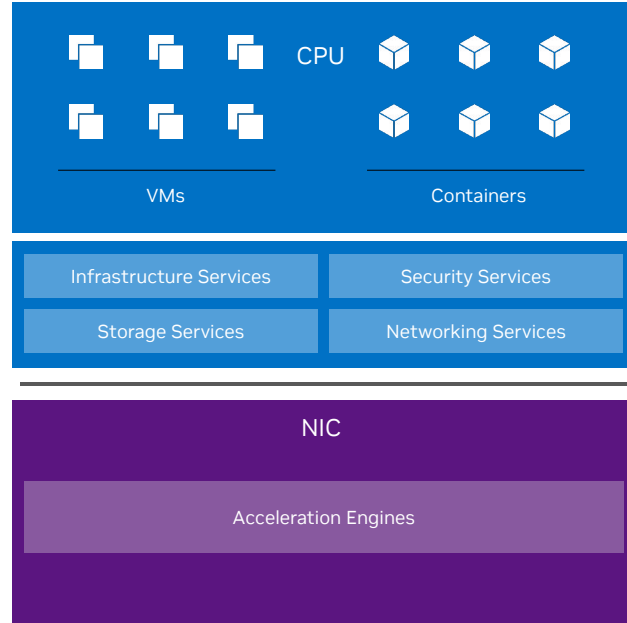 CPU
VMs
Containers
Infrastructure Services
Security Services
Storage Services
Networking Services
NIC
Acceleration Engines